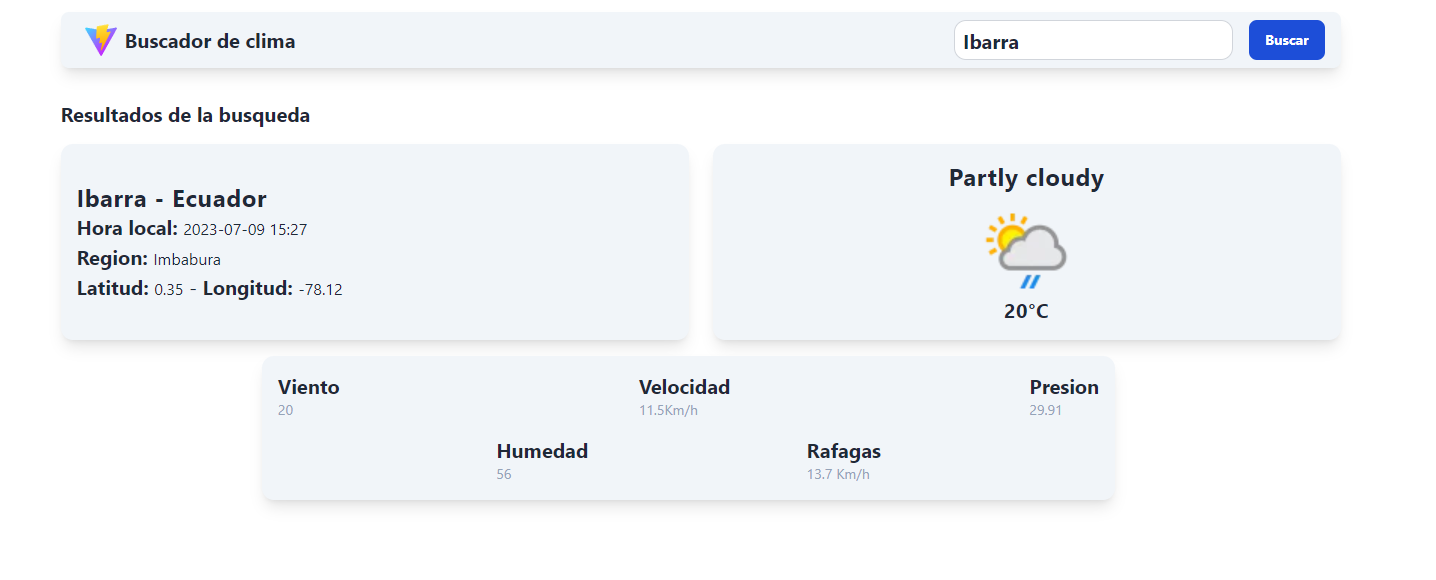 Buscador de clima
Ibarra
Buscar
Resultados de la busqueda
Ibarra - Ecuador
Hora local: 2023-07-09 15:27
Region: Imbabura
Latitud: 0.35 - Longitud: -78.12
Partly cloudy
20°C
Viento
20
Velocidad
11.5Km/h
Presion
29.91
Humedad
56
Rafagas
13.7 Km/h